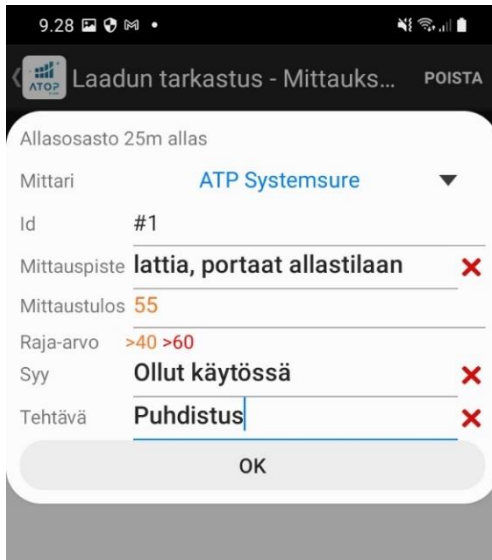 9.28
ATOP
Laadun tarkastus - Mittauks... POISTA
Allasosasto 25m allas
Mittari ATP Systemsure
Id #1
Mittauspiste lattia, portaat allastilaan
Mittaustulos 55
Raja-arvo >40 >60
Syy Ollut käytössä
Tehtävä Puhdistus
OK